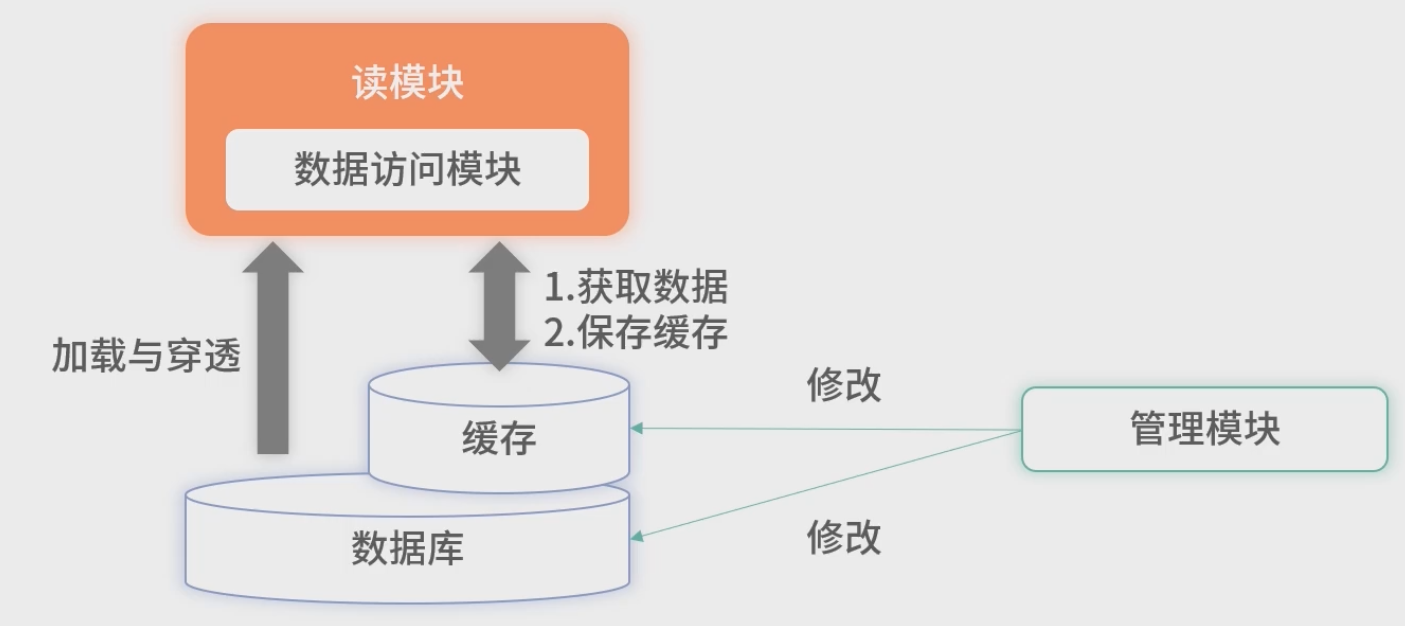 读模块
数据访问模块
1.获取数据
2.保存缓存
加载与穿透
修改
管理模块
缓存
修改
数据库